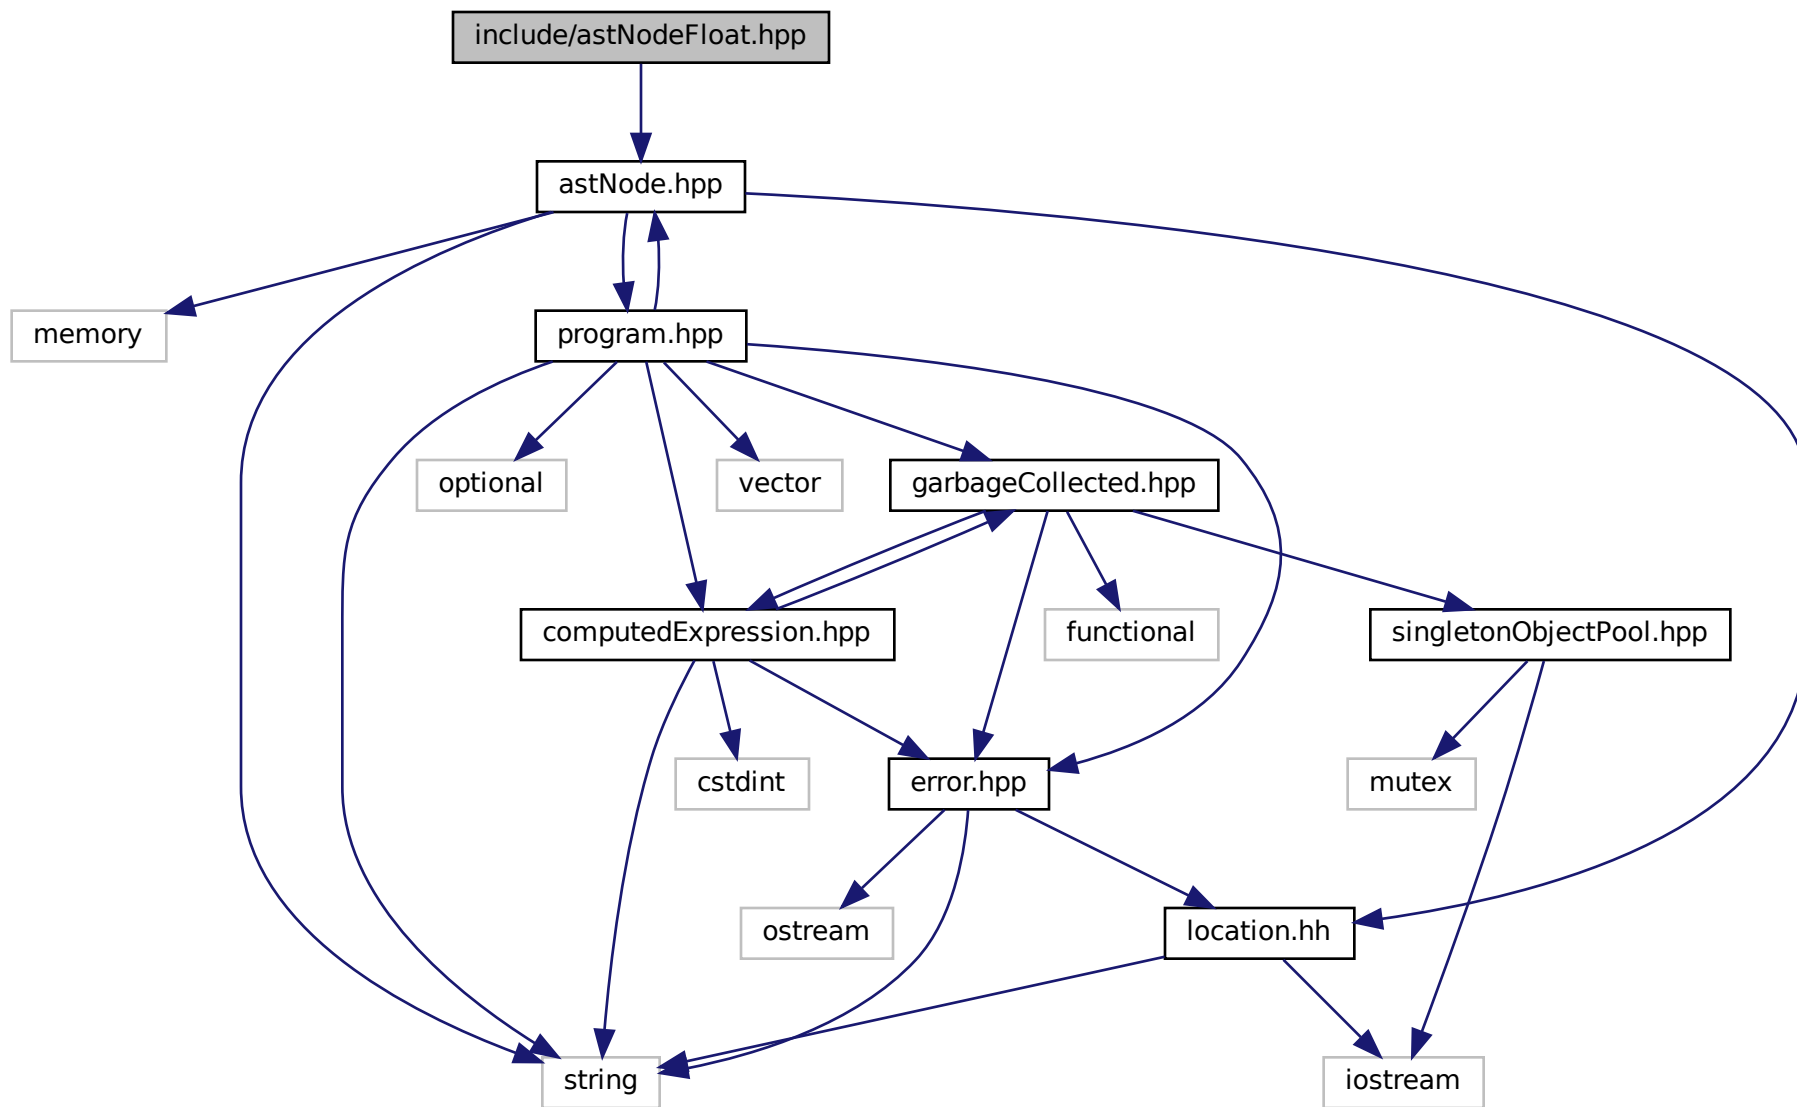 include/astNodeFloat.hpp
astNode.hpp
memory
program.hpp
optional
vector
garbageCollected.hpp
computedExpression.hpp
functional
singletonObjectPool.hpp
cstdint
error.hpp
mutex
ostream
location.hh
string
iostream